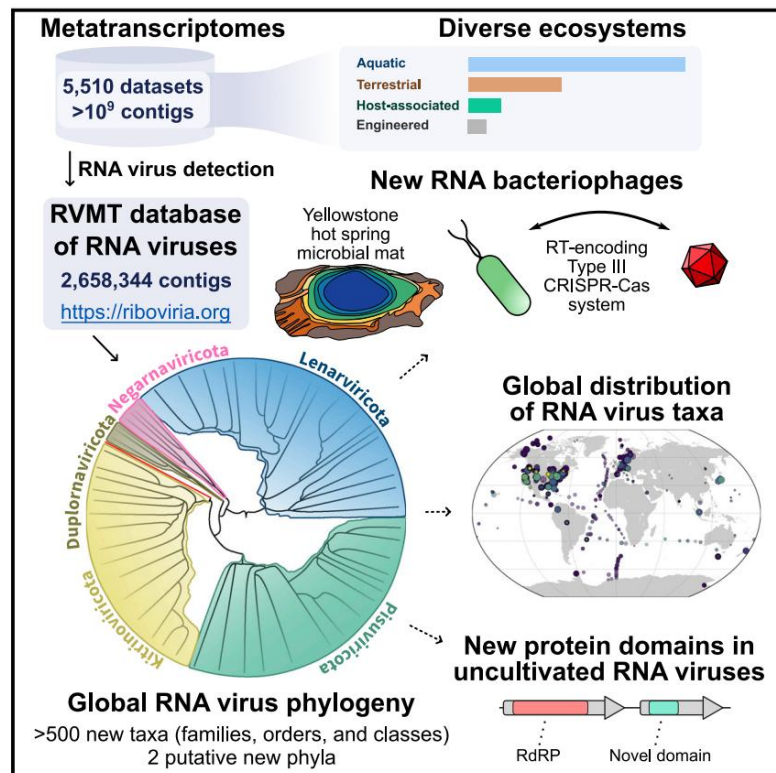 Metatranscriptomes
5,510 datasets
>10⁹ contigs
Diverse ecosystems
Aquatic
Terrestrial
Host-associated
Engineered
RNA virus detection
RVMT database
of RNA viruses
2,658,344 contigs
https://riboviria.org
New RNA bacteriophages
Yellowstone
hot spring
microbial mat
RT-encoding
Type III
CRISPR-Cas
system
Negarnaviricota
Lenarviricota
Duplornaviricota
Kitrinoviricota
Pisuviricota
Global distribution
of RNA virus taxa
New protein domains in
uncultivated RNA viruses
RdRP
Novel domain
Global RNA virus phylogeny
>500 new taxa (families, orders, and classes)
2 putative new phyla